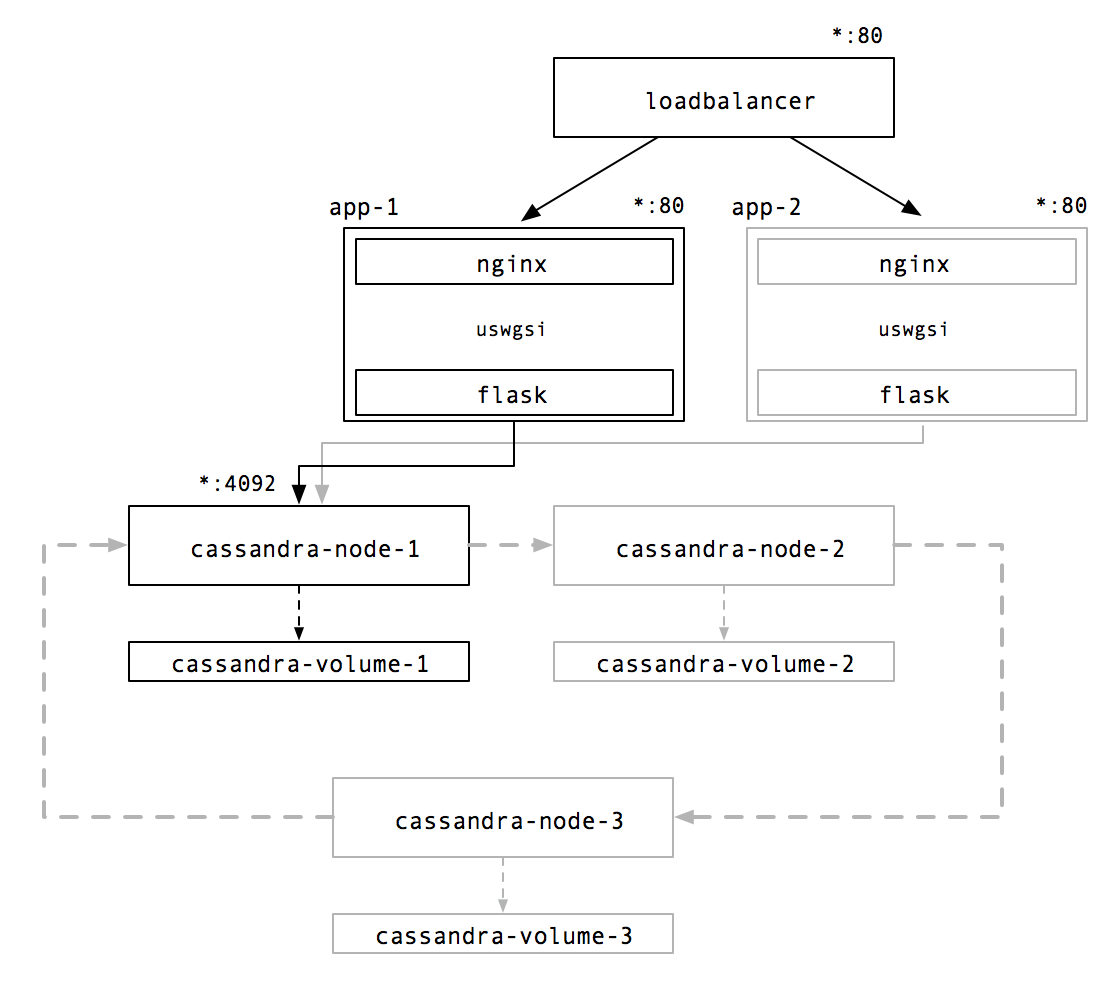 *:80
loadbalancer
app-1
*:80
app-2
*:80
nginx
nginx
uswgsi
uswgsi
flask
flask
*:4092
cassandra-node-1
cassandra-node-2
cassandra-volume-1
cassandra-volume-2
cassandra-node-3
cassandra-volume-3